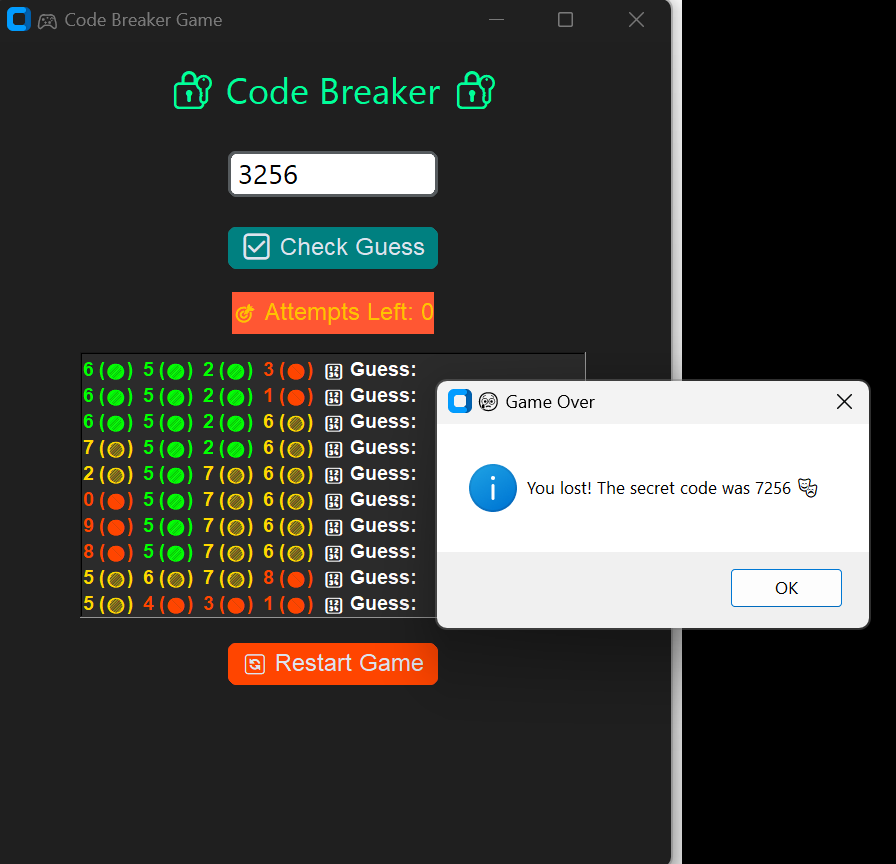 Code Breaker Game
Code Breaker
3256
Check Guess
Attempts Left: 0
6 ( ) 5 ( ) 2 ( ) 3 ( ) Guess:
6 ( ) 5 ( ) 2 ( ) 1 ( ) Guess:
6 ( ) 5 ( ) 2 ( ) 6 ( ) Guess:
7 ( ) 5 ( ) 2 ( ) 6 ( ) Guess:
2 ( ) 5 ( ) 7 ( ) 6 ( ) Guess:
0 ( ) 5 ( ) 7 ( ) 6 ( ) Guess:
9 ( ) 5 ( ) 7 ( ) 6 ( ) Guess:
8 ( ) 5 ( ) 7 ( ) 6 ( ) Guess:
5 ( ) 6 ( ) 7 ( ) 8 ( ) Guess:
5 ( ) 4 ( ) 3 ( ) 1 ( ) Guess:
Game Over
You lost! The secret code was 7256
OK
Restart Game